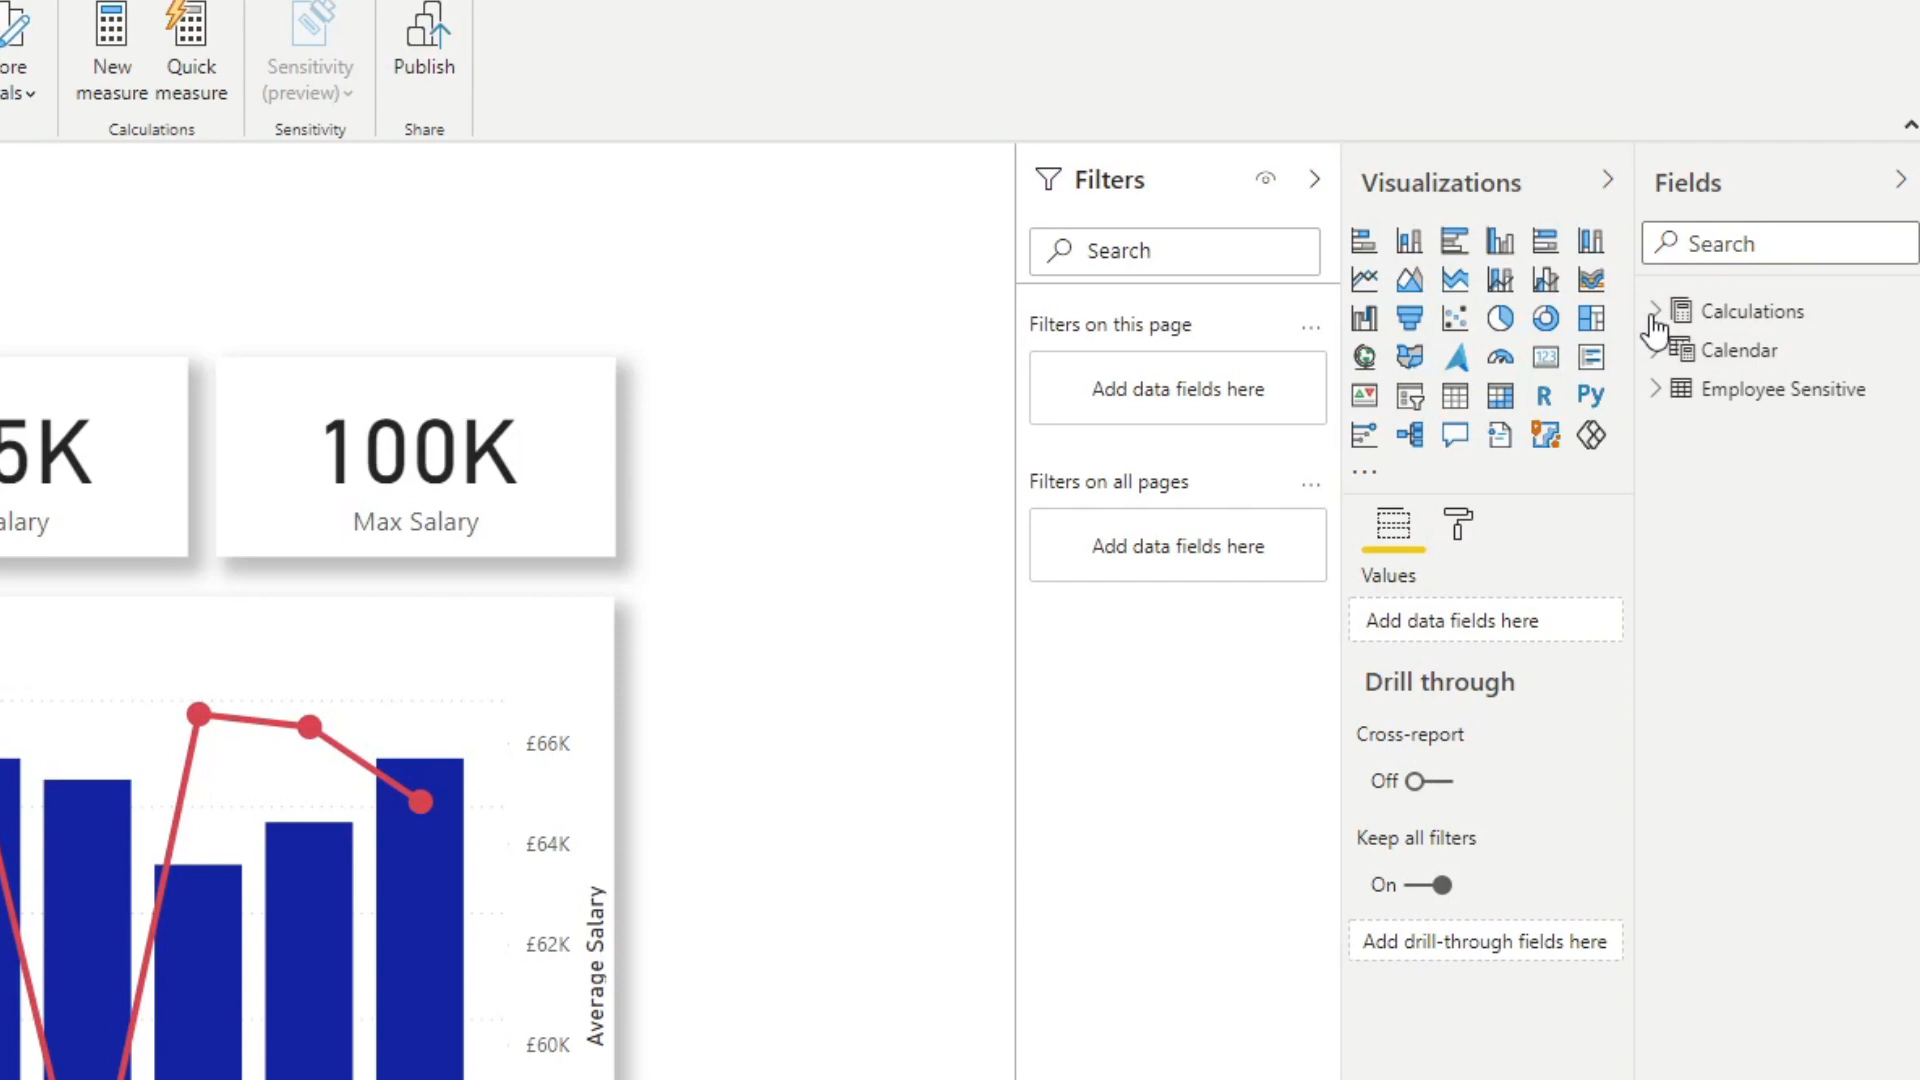 ore
als
New
measure
Quick
measure
Calculations
Sensitivity
(preview)
Sensitivity
Publish
Share
Filters
Search
Filters on this page
...
Add data fields here
Filters on all pages
...
Add data fields here
Visualizations
123
R
Py
...
Values
Add data fields here
Drill through
Cross-report
Off
Keep all filters
On
Add drill-through fields here
Fields
Search
Calculations
Calendar
Employee Sensitive
5K
alary
100K
Max Salary
£66K
£64K
£62K
£60K
Average Salary